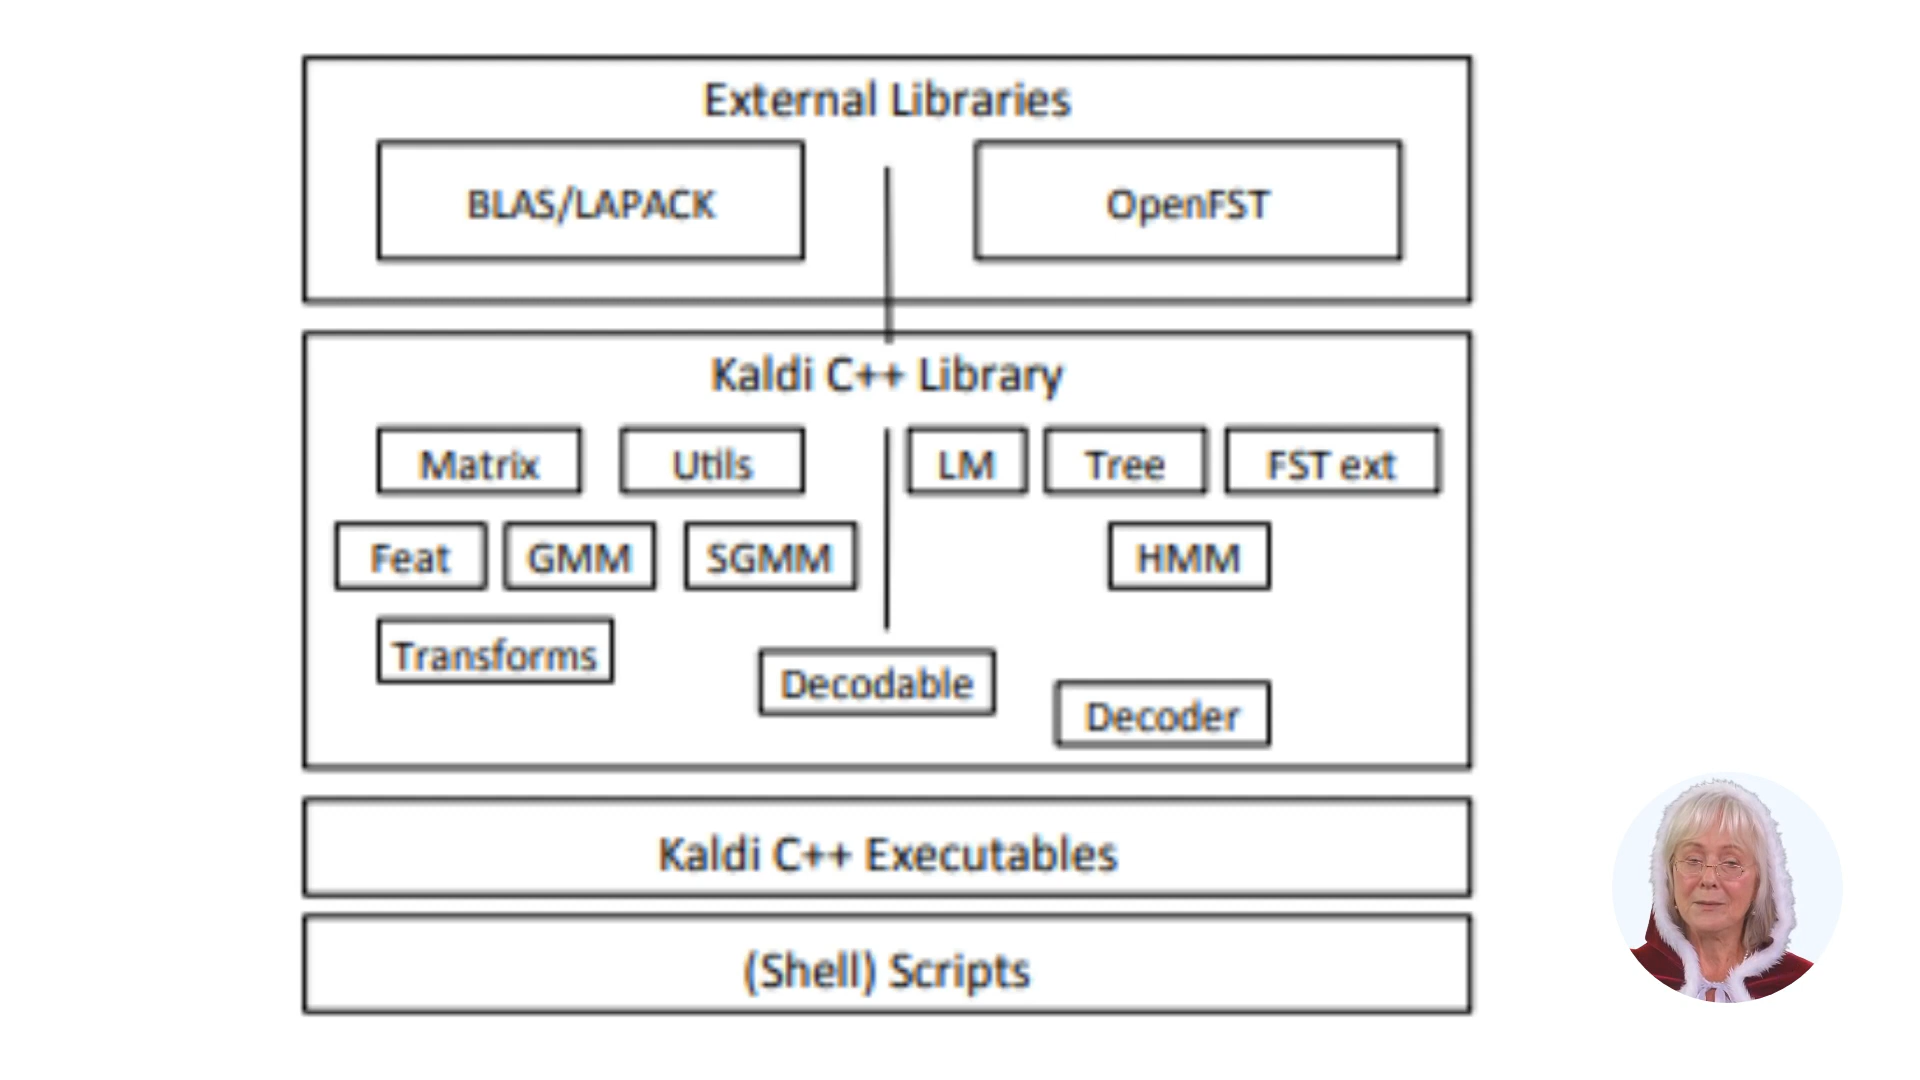 External Libraries
BLAS/LAPACK
OpenFST
Kaldi C++ Library
Matrix
Utils
LM
Tree
FST ext
Feat
GMM
SGMM
HMM
Transforms
Decodable
Decoder
Kaldi C++ Executables
(Shell) Scripts